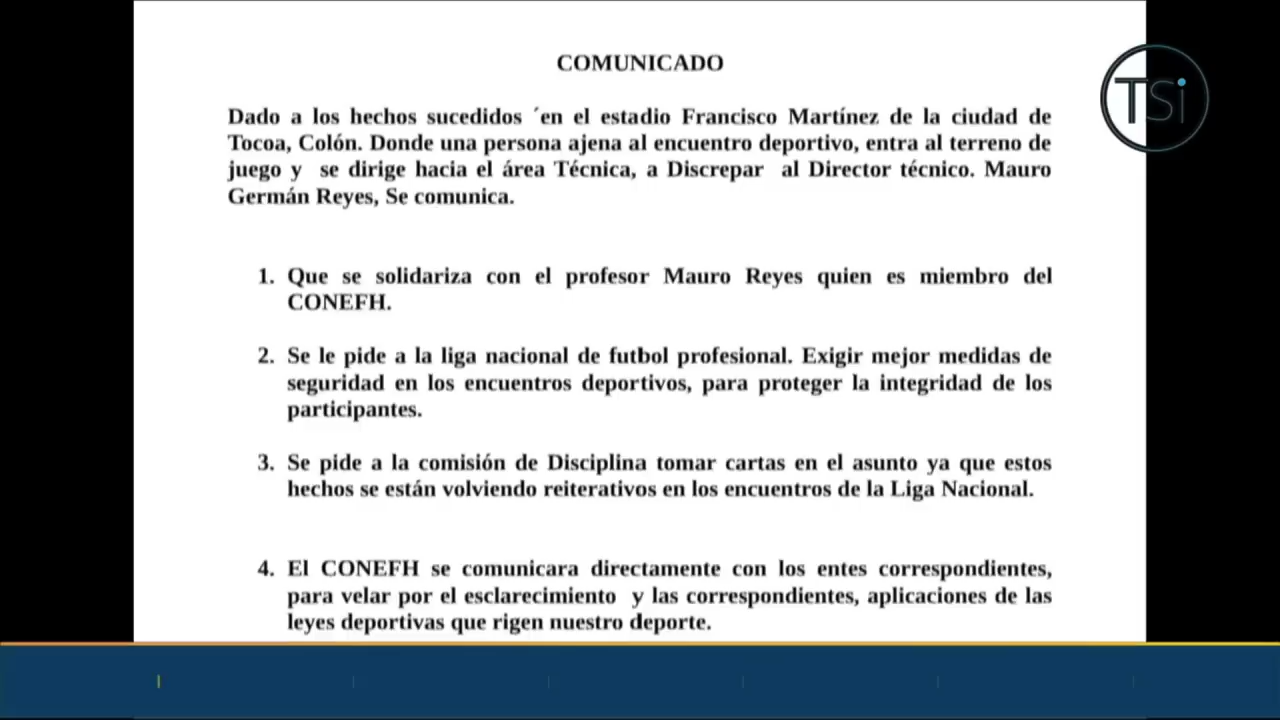 COMUNICADO
TSi
Dado a los hechos sucedidos ´en el estadio Francisco Martínez de la ciudad de
Tocoa, Colón. Donde una persona ajena al encuentro deportivo, entra al terreno de
juego y se dirige hacia el área Técnica, a Discrepar al Director técnico. Mauro
Germán Reyes, Se comunica.
1. Que se solidariza con el profesor Mauro Reyes quien es miembro del
CONEFH.
2. Se le pide a la liga nacional de futbol profesional. Exigir mejor medidas de
seguridad en los encuentros deportivos, para proteger la integridad de los
participantes.
3. Se pide a la comisión de Disciplina tomar cartas en el asunto ya que estos
hechos se están volviendo reiterativos en los encuentros de la Liga Nacional.
4. El CONEFH se comunicara directamente con los entes correspondientes,
para velar por el esclarecimiento y las correspondientes, aplicaciones de las
leyes deportivas que rigen nuestro deporte.